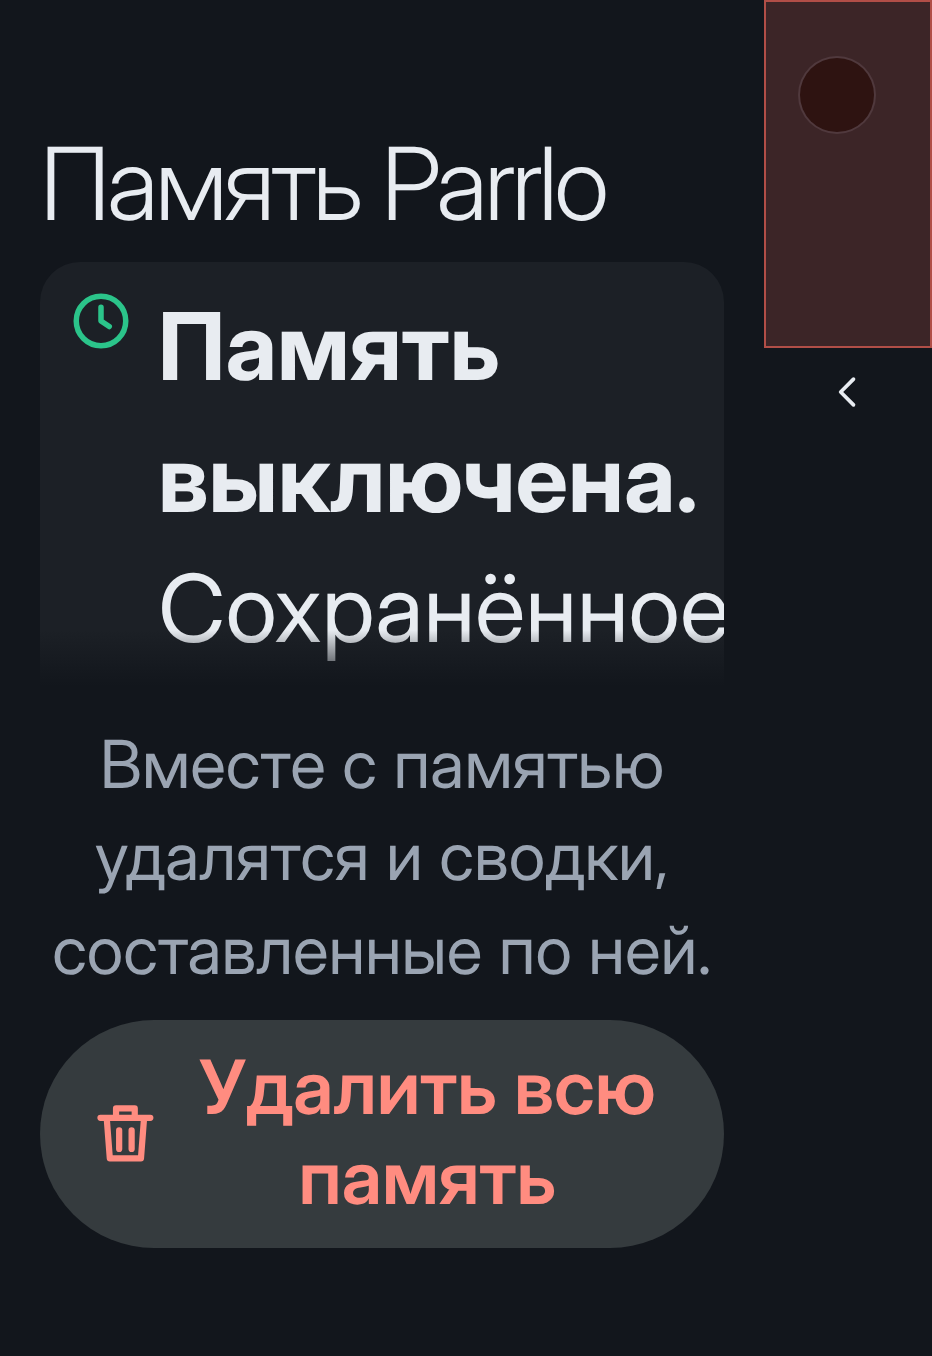 Память Parrlo
Память
выключена.
Сохранённое
Вместе с памятью
удалятся и сводки,
составленные по ней.
Удалить всю
память